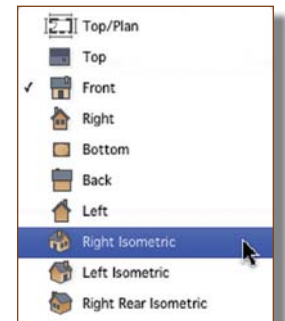 Top/Plan
Top
Front
Right
Bottom
Back
Left
Right Isometric
Left Isometric
Right Rear Isometric